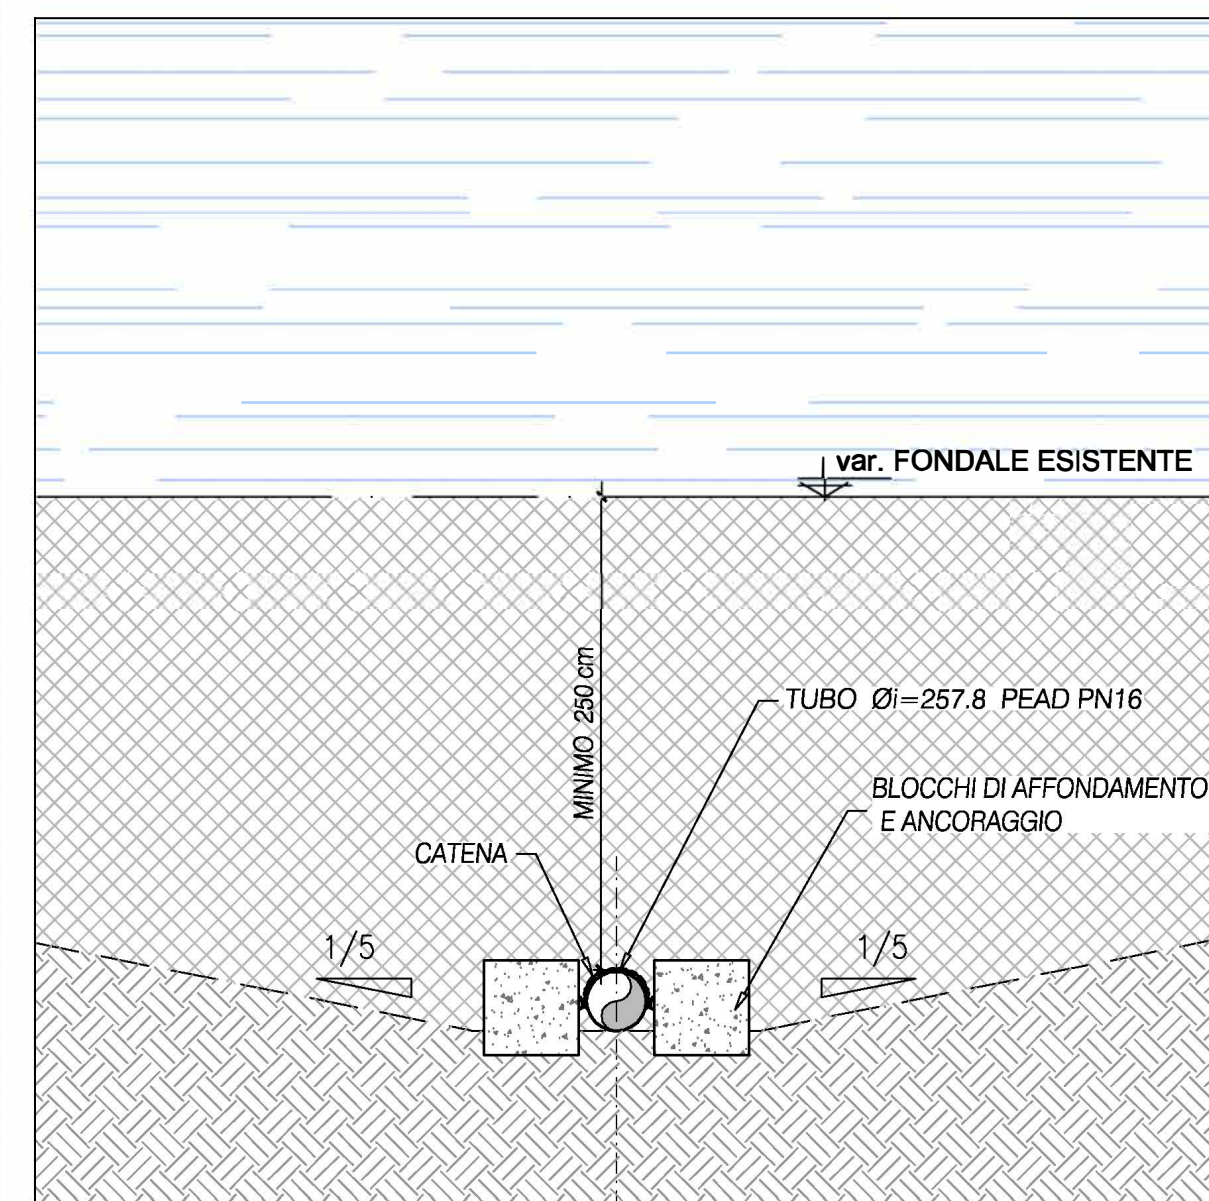 var. FONDALE ESISTENTE
MINIMO 250 cm
TUBO Øi=257.8 PEAD PN16
BLOCCHI DI AFFONDAMENTO
E ANCORAGGIO
CATENA
1/5
1/5